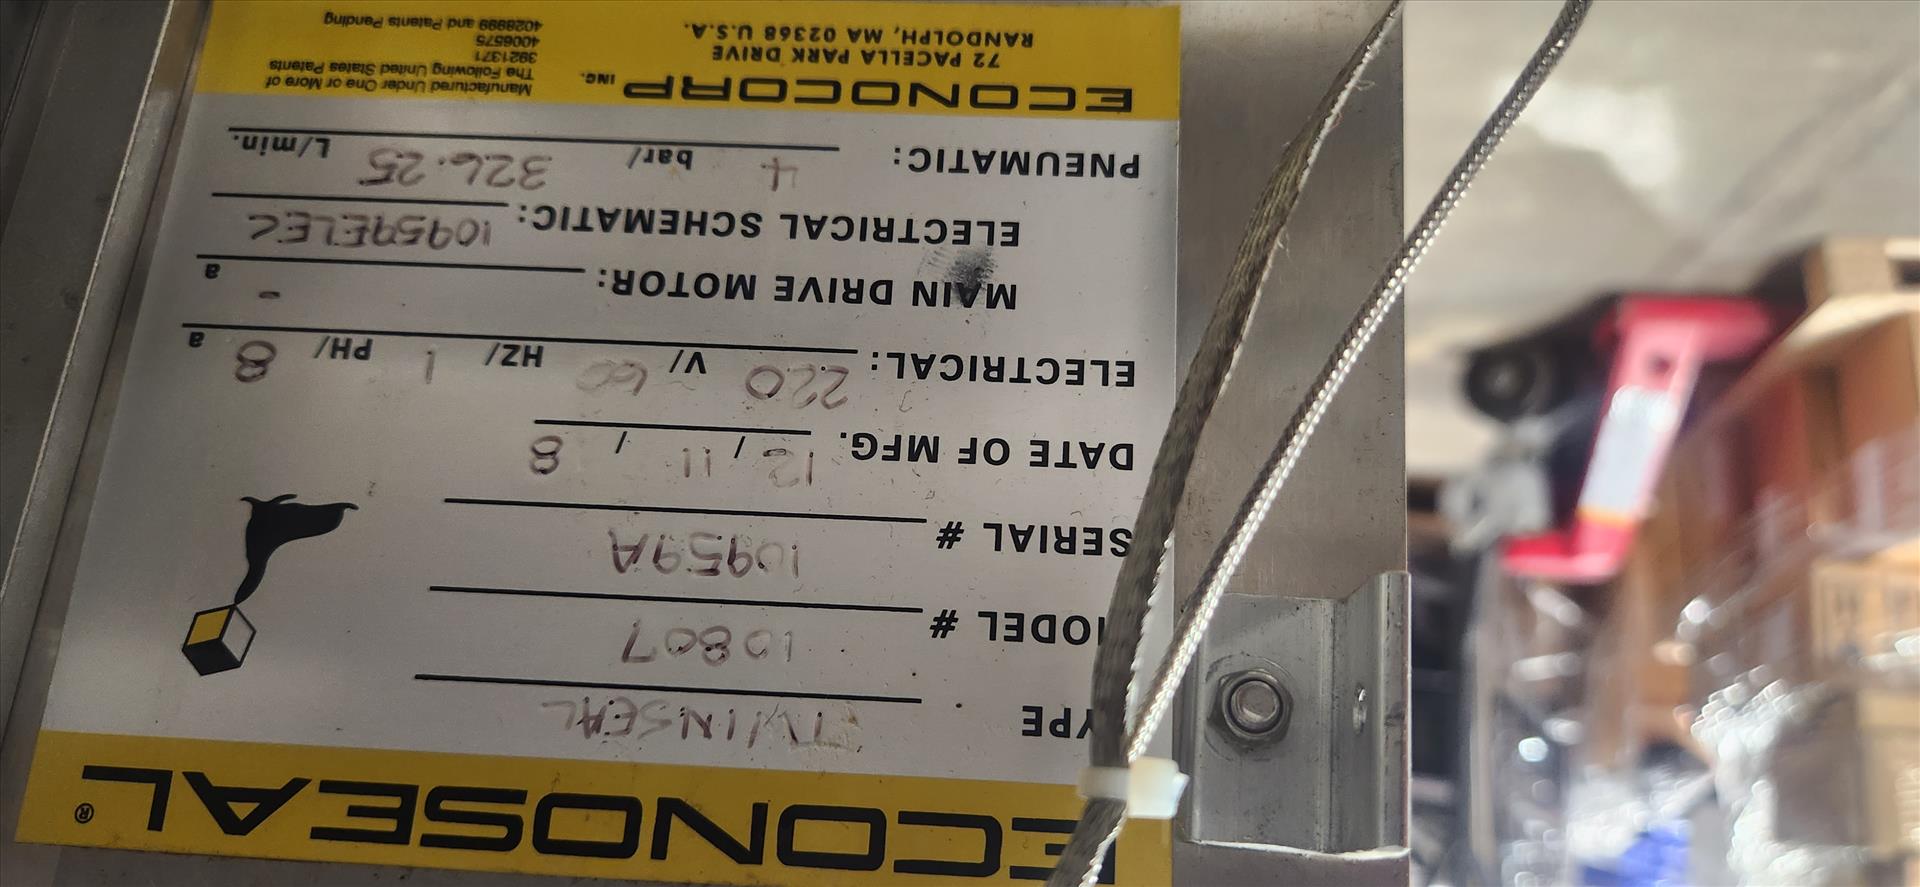 ECONOSEAL®
TYPE TWINSEAL
MODEL # 10807
SERIAL # 10959A
DATE OF MFG. 12 / 11 / 8
ELECTRICAL: 220 V/ 60 HZ/ 1 PH/ 8 a
MAIN DRIVE MOTOR: - a
ELECTRICAL SCHEMATIC: 10959ELEC
PNEUMATIC: 4 bar/ 326.25 L/min.
ECONOCORP INC.
72 PACELLA PARK DRIVE
RANDOLPH, MA 02368 U.S.A.
Manufactured Under One or More of
The Following United States Patents
3921371
4006575
4028999 and Patents Pending